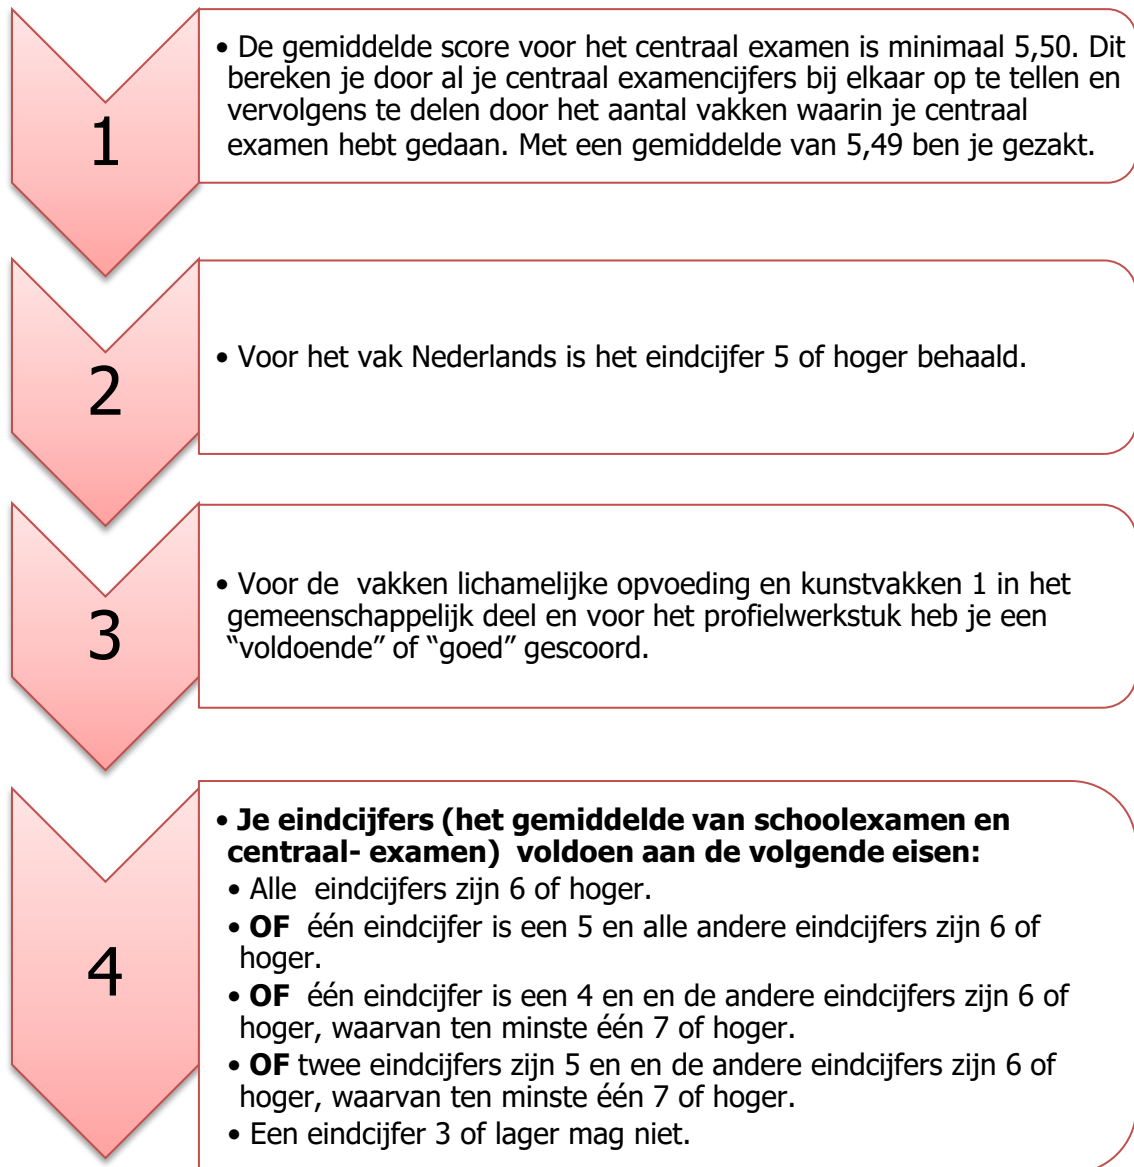 1
• De gemiddelde score voor het centraal examen is minimaal 5,50. Dit
bereken je door al je centraal examencijfers bij elkaar op te tellen en
vervolgens te delen door het aantal vakken waarin je centraal
examen hebt gedaan. Met een gemiddelde van 5,49 ben je gezakt.
2
• Voor het vak Nederlands is het eindcijfer 5 of hoger behaald.
3
• Voor de  vakken lichamelijke opvoeding en kunstvakken 1 in het
gemeenschappelijk deel en voor het profielwerkstuk heb je een
“voldoende” of “goed” gescoord.
4
• Je eindcijfers (het gemiddelde van schoolexamen en
centraal- examen)  voldoen aan de volgende eisen:
• Alle  eindcijfers zijn 6 of hoger.
• OF  één eindcijfer is een 5 en alle andere eindcijfers zijn 6 of
hoger.
• OF  één eindcijfer is een 4 en en de andere eindcijfers zijn 6 of
hoger, waarvan ten minste één 7 of hoger.
• OF twee eindcijfers zijn 5 en en de andere eindcijfers zijn 6 of
hoger, waarvan ten minste één 7 of hoger.
• Een eindcijfer 3 of lager mag niet.